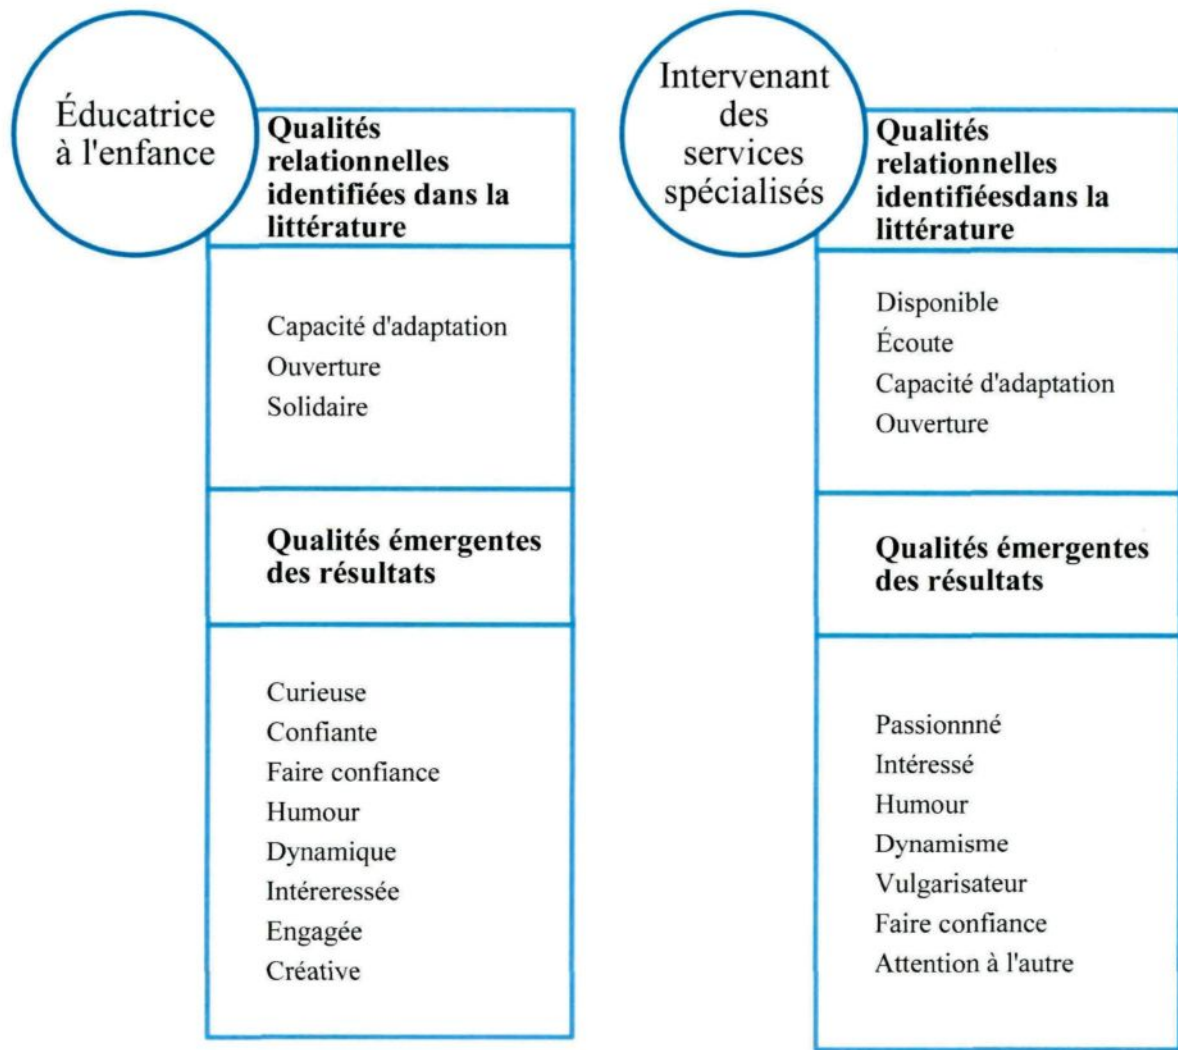 Éducatrice
à l'enfance
Qualités
relationnelles
identifiées dans la
littérature
Capacité d'adaptation
Ouverture
Solidaire
Qualités émergentes
des résultats
Curieuse
Confiante
Faire confiance
Humour
Dynamique
Intéreressée
Engagée
Créative
Intervenant
des
services
spécialisés
Qualités
relationnelles
identifiéesdans la
littérature
Disponible
Écoute
Capacité d'adaptation
Ouverture
Qualités émergentes
des résultats
Passionnné
Intéressé
Humour
Dynamisme
Vulgarisateur
Faire confiance
Attention à l'autre